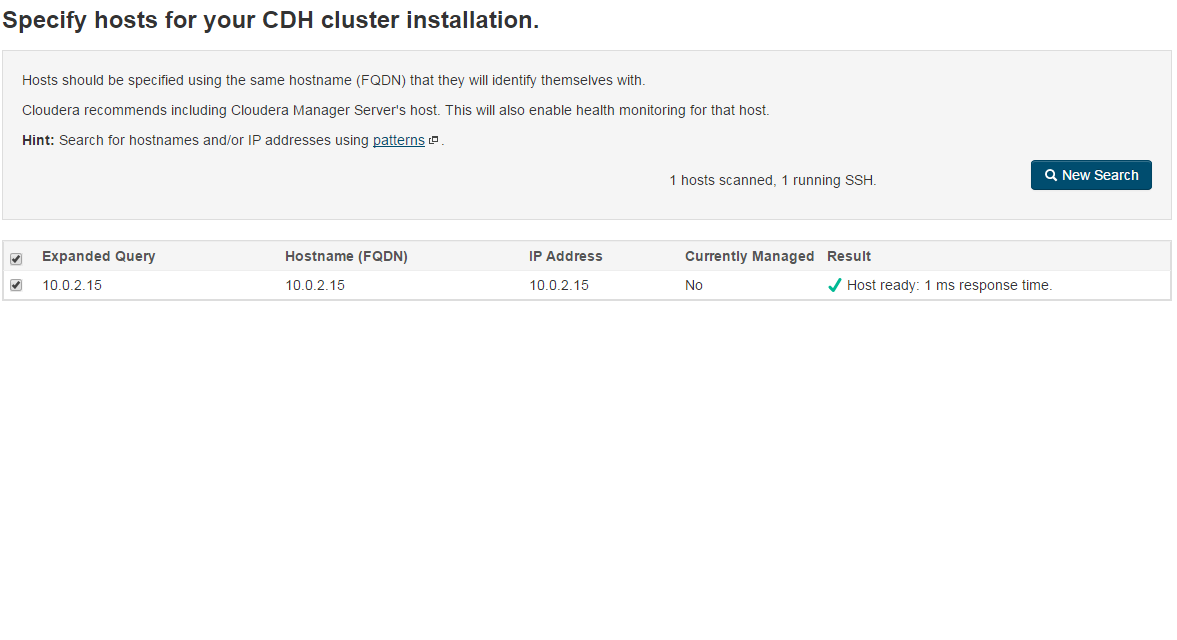 Specify hosts for your CDH cluster installation.
Hosts should be specified using the same hostname (FQDN) that they will identify themselves with.
Cloudera recommends including Cloudera Manager Server's host. This will also enable health monitoring for that host.
Hint: Search for hostnames and/or IP addresses using patterns .
1 hosts scanned, 1 running SSH.
New Search
Expanded Query Hostname (FQDN) IP Address Currently Managed Result
10.0.2.15 10.0.2.15 10.0.2.15 No Host ready: 1 ms response time.